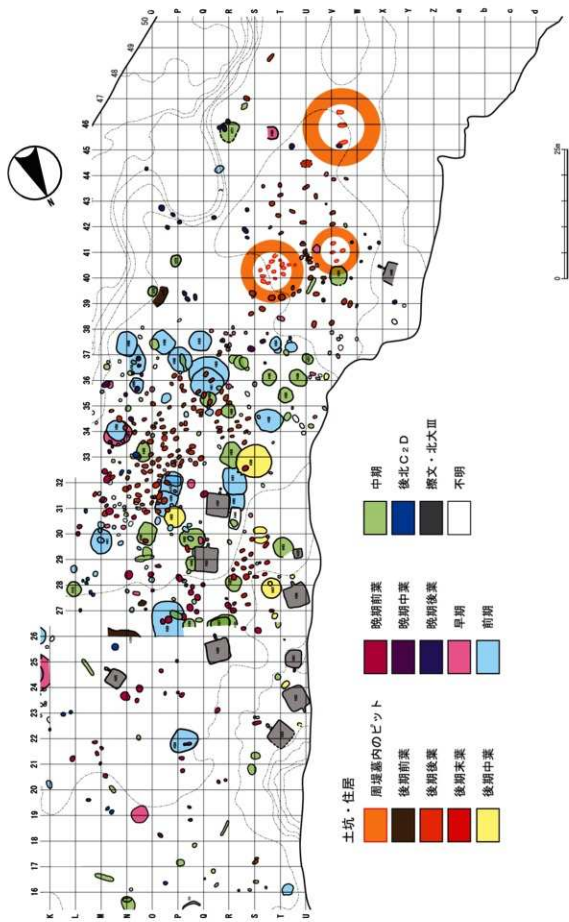 N
50
49
48
47
46
45
44
43
42
41
40
39
38
37
36
35
34
33
32
31
30
29
28
27
26
25
24
23
22
21
20
19
18
17
16
O
P
Q
R
S
T
U
V
W
X
Y
Z
a
b
c
d
K
L
M
N
O
P
Q
R
S
T
U
0
25m
土坑・住居
周堤墓内のピット
後期前葉
後期後葉
後期末葉
後期中葉
晩期前葉
晩期中葉
晩期後葉
早期
前期
中期
後北C₂D
擦文・北大Ⅲ
不明